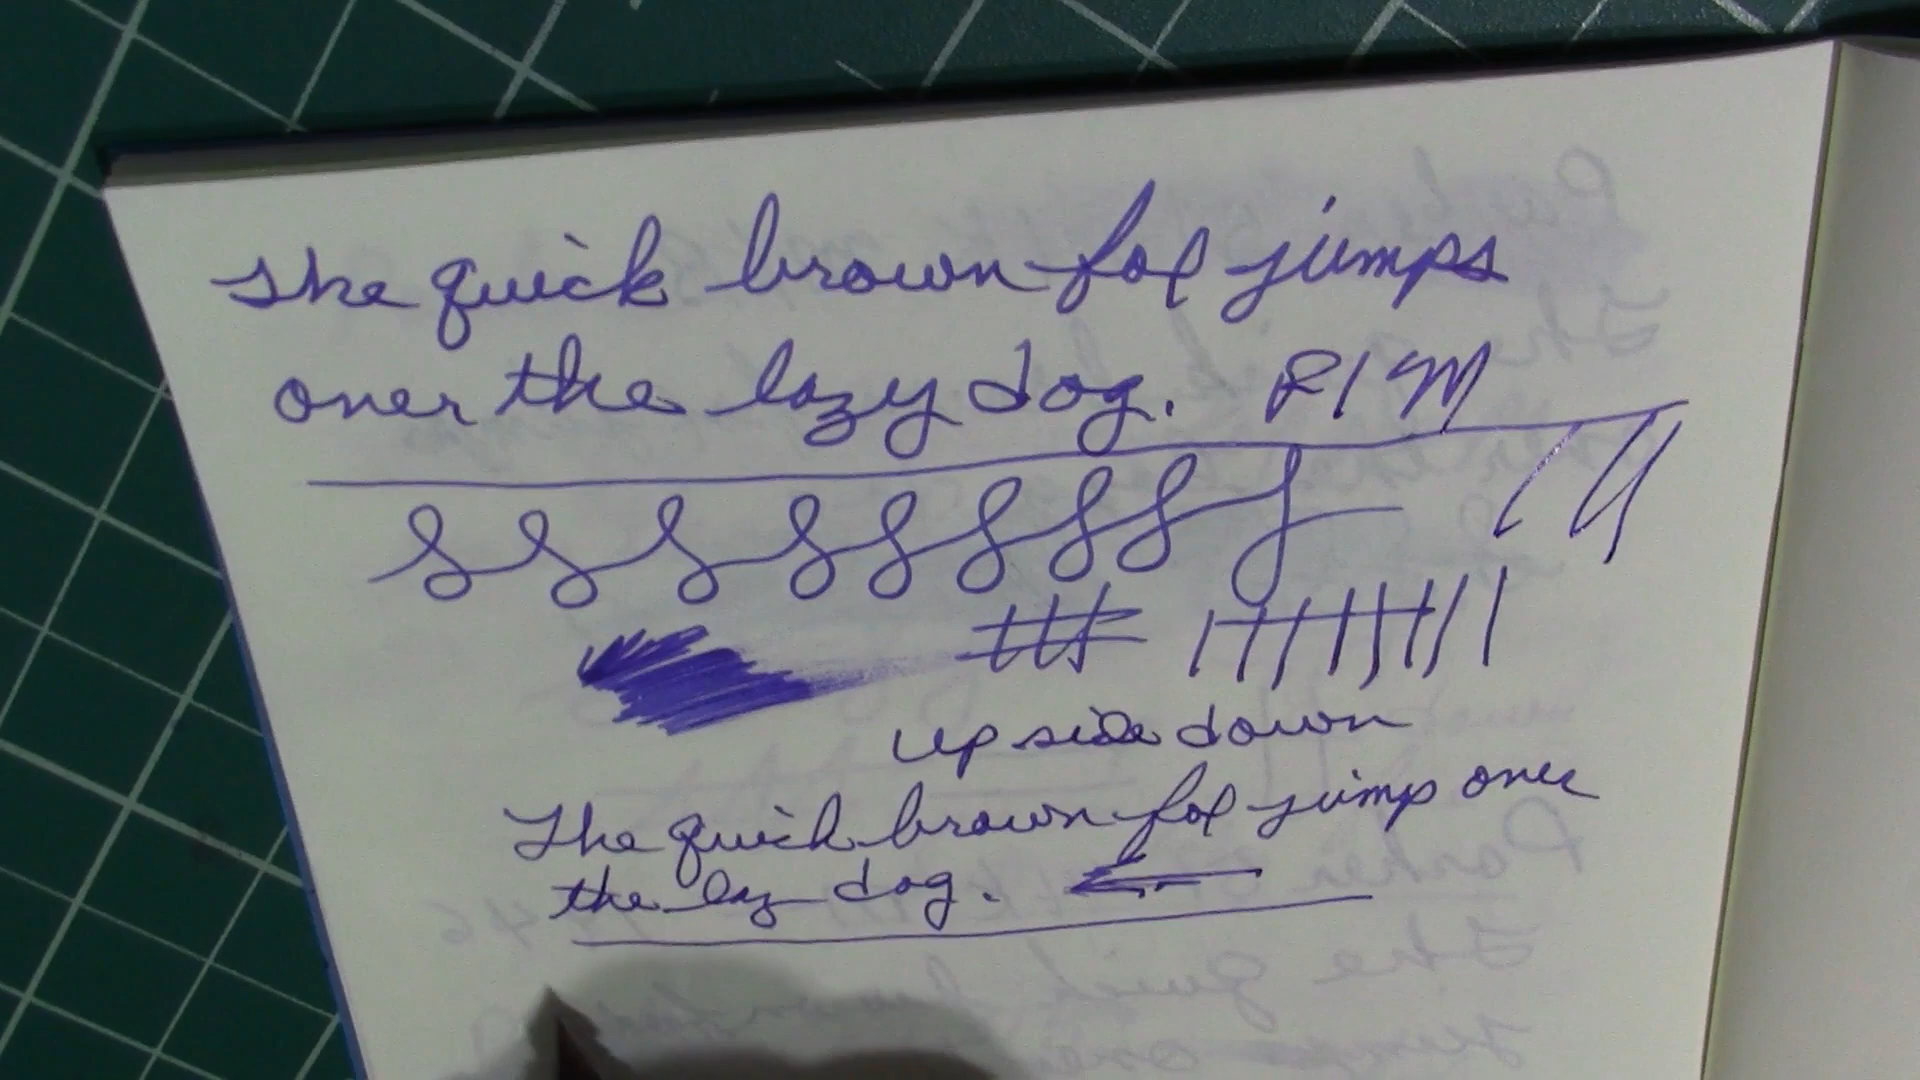 The quick brown fox jumps
over the lazy dog. R/M
up side down
The quick brown fox jump over
the laz dog.